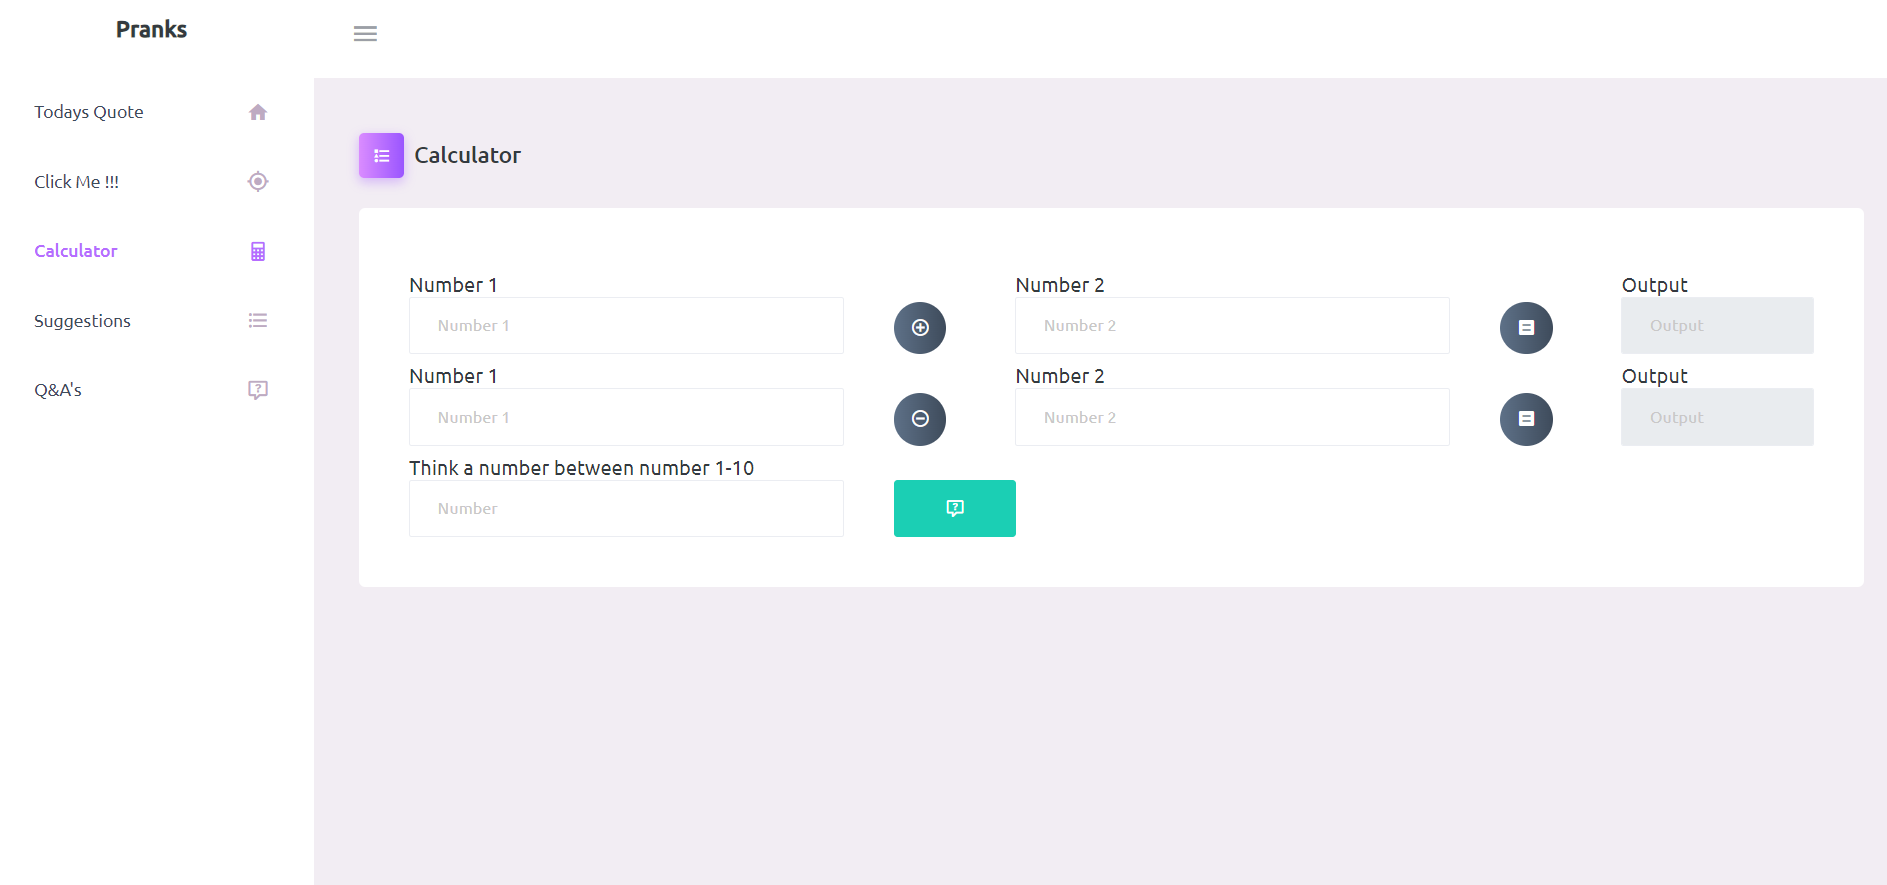 Pranks
Todays Quote
Click Me !!!
Calculator
Suggestions
Q&A's
Calculator
Number 1 Number 2 Output
Number 1 Number 2 Output
Number 1 Number 2 Output
Number 1 Number 2 Output
Think a number between number 1-10
Number